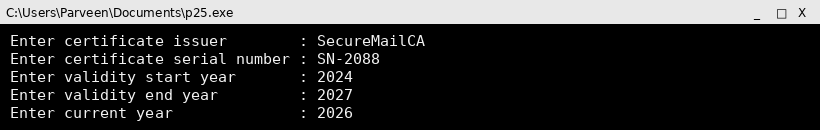 C:\Users\Parveen\Documents\p25.exe _ □ X
Enter certificate issuer        : SecureMailCA
Enter certificate serial number : SN-2088
Enter validity start year       : 2024
Enter validity end year         : 2027
Enter current year              : 2026